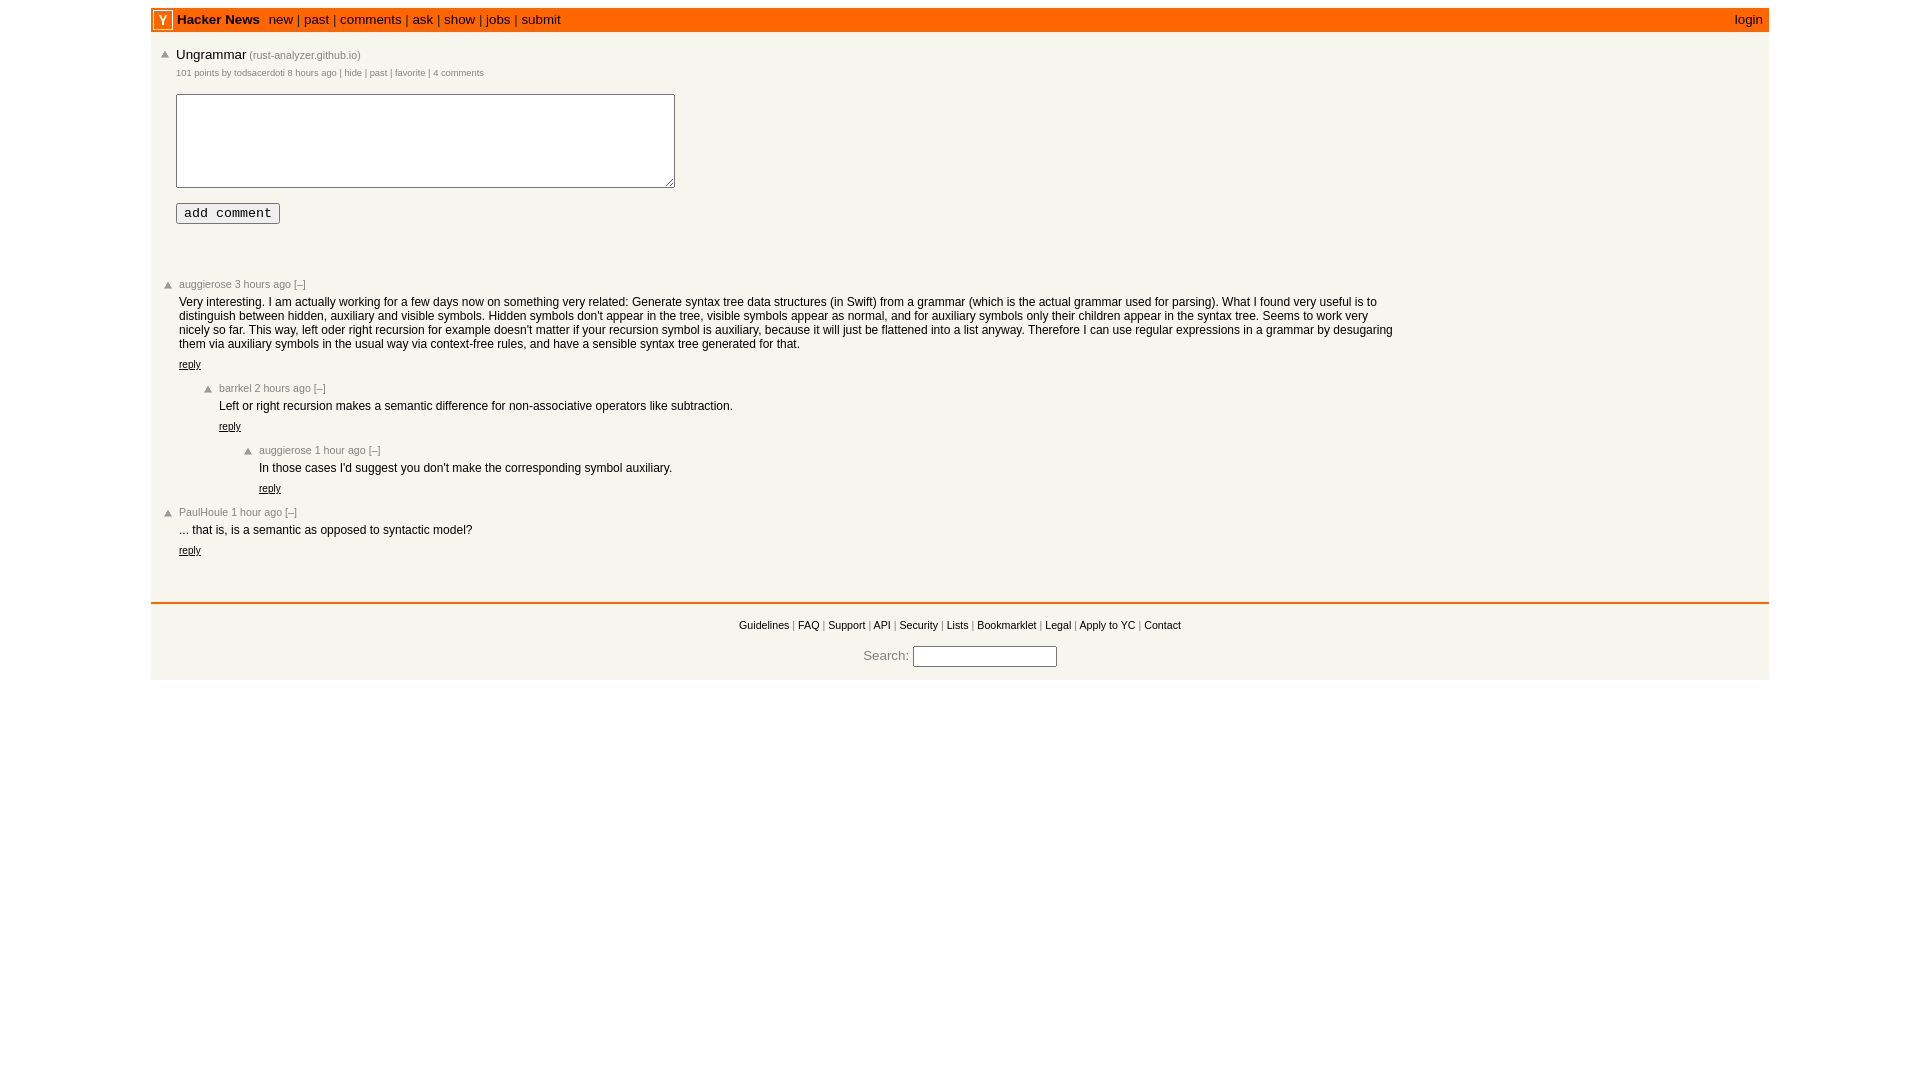 Y Hacker News new | past | comments | ask | show | jobs | submit login
Ungrammar (rust-analyzer.github.io)
101 points by todsacerdoti 8 hours ago | hide | past | favorite | 4 comments
add comment
auggierose 3 hours ago [–]
Very interesting. I am actually working for a few days now on something very related: Generate syntax tree data structures (in Swift) from a grammar (which is the actual grammar used for parsing). What I found very useful is to
distinguish between hidden, auxiliary and visible symbols. Hidden symbols don't appear in the tree, visible symbols appear as normal, and for auxiliary symbols only their children appear in the syntax tree. Seems to work very
nicely so far. This way, left oder right recursion for example doesn't matter if your recursion symbol is auxiliary, because it will just be flattened into a list anyway. Therefore I can use regular expressions in a grammar by desugaring
them via auxiliary symbols in the usual way via context-free rules, and have a sensible syntax tree generated for that.
reply
barrkel 2 hours ago [–]
Left or right recursion makes a semantic difference for non-associative operators like subtraction.
reply
auggierose 1 hour ago [–]
In those cases I'd suggest you don't make the corresponding symbol auxiliary.
reply
PaulHoule 1 hour ago [–]
... that is, is a semantic as opposed to syntactic model?
reply
Guidelines | FAQ | Support | API | Security | Lists | Bookmarklet | Legal | Apply to YC | Contact
Search: